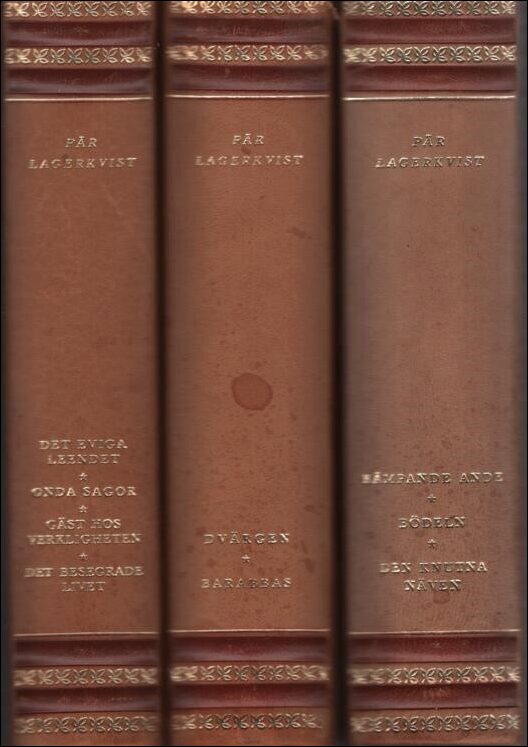 PÄR
LAGERKVIST
DET EVIGA
LEENDET
*
ONDA SAGOR
*
GÄST HOS
VERKLIGHETEN
*
DET BESEGRADE
LIVET
PÄR
LAGERKVIST
DVÄRGEN
*
BARABBAS
PÄR
LAGERKVIST
KÄMPANDE ANDE
*
BÖDELN
*
DEN KNUTNA
NÄVEN